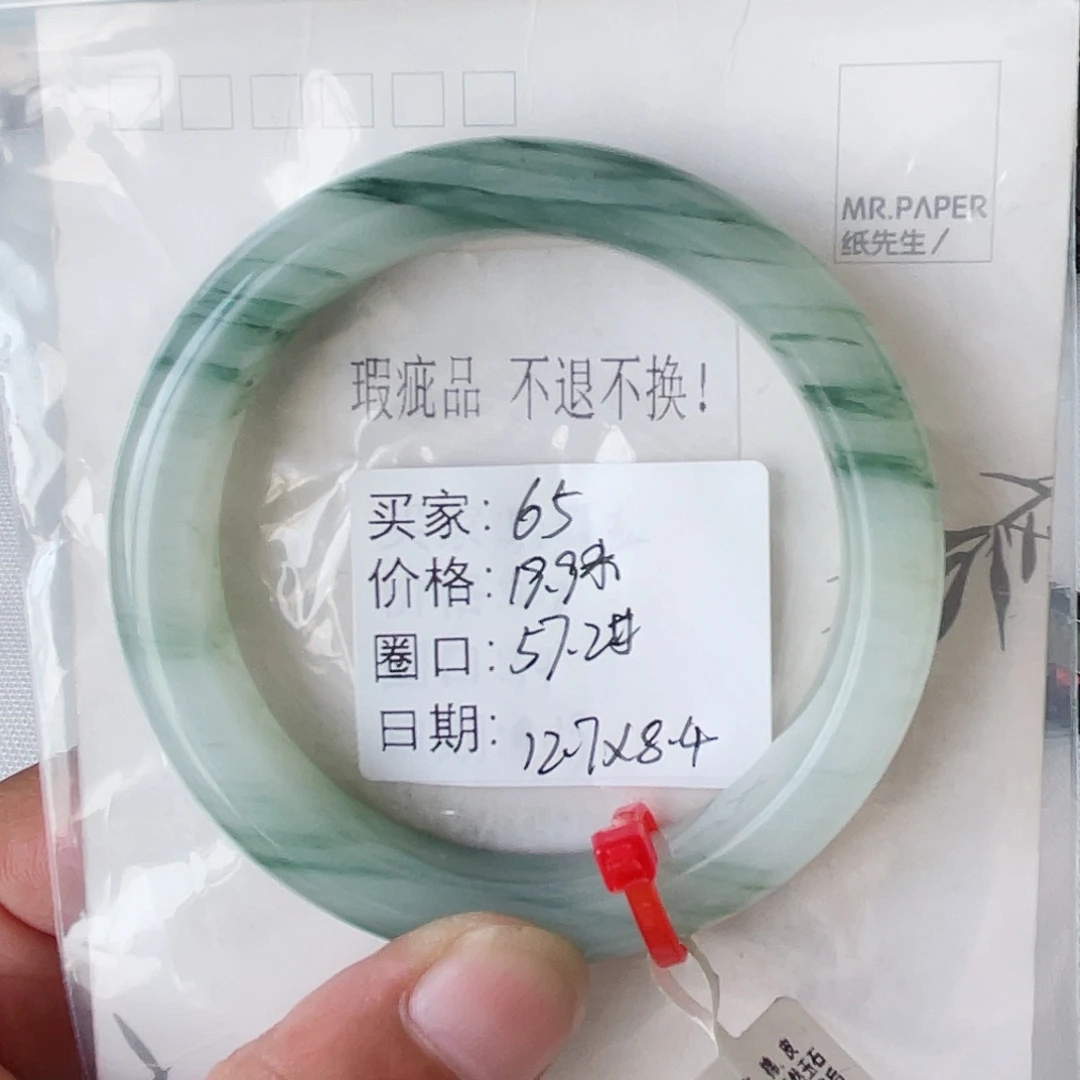 MR.PAPER
纸先生/
瑕疵品 不退不换!
买家: 65
价格:
圈口: 57.2
日期: 12.7x8.4